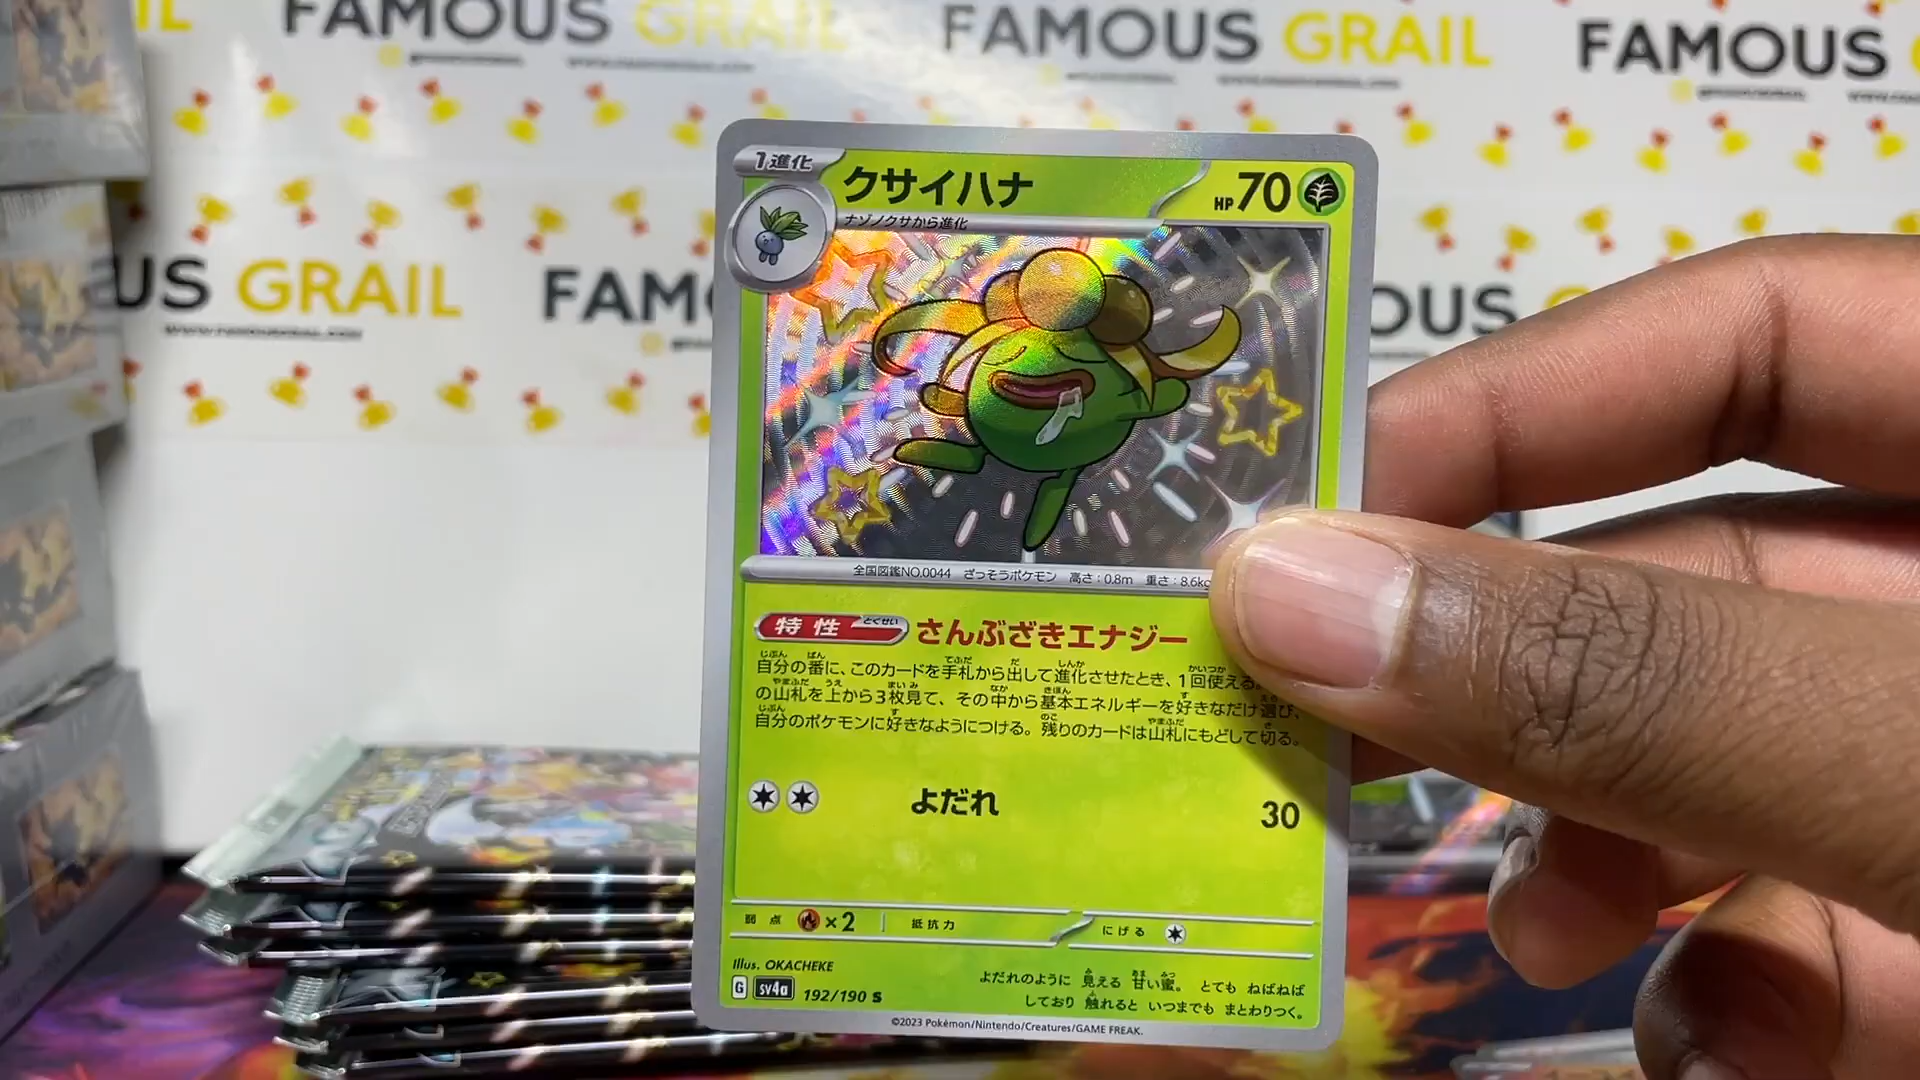 FAMOUS GRAIL
FAMOUS GRAIL
FAMOUS
US GRAIL
FAMO
OUS
1進化
クサイハナ
HP70
ナゾノクサから進化
全国図鑑NO.0044 ざっそうポケモン 高さ:0.8m 重さ:8.6kg
特性 とくせい さんぶざきエナジー
自分の番に、このカードを手札から出して進化させたとき、1回使える。
の山札を上から3枚見て、その中から基本エネルギーを好きなだけ選び、
自分のポケモンに好きなようにつける。残りのカードは山札にもどして切る。
よだれ 30
弱点 ×2 抵抗力 にげる
Illus. OKACHEKE
G SV4a 192/190 S
よだれのように 見える 甘い蜜。 とても ねばねば
しており 触れると いつまでも まとわりつく。
©2023 Pokémon/Nintendo/Creatures/GAME FREAK.